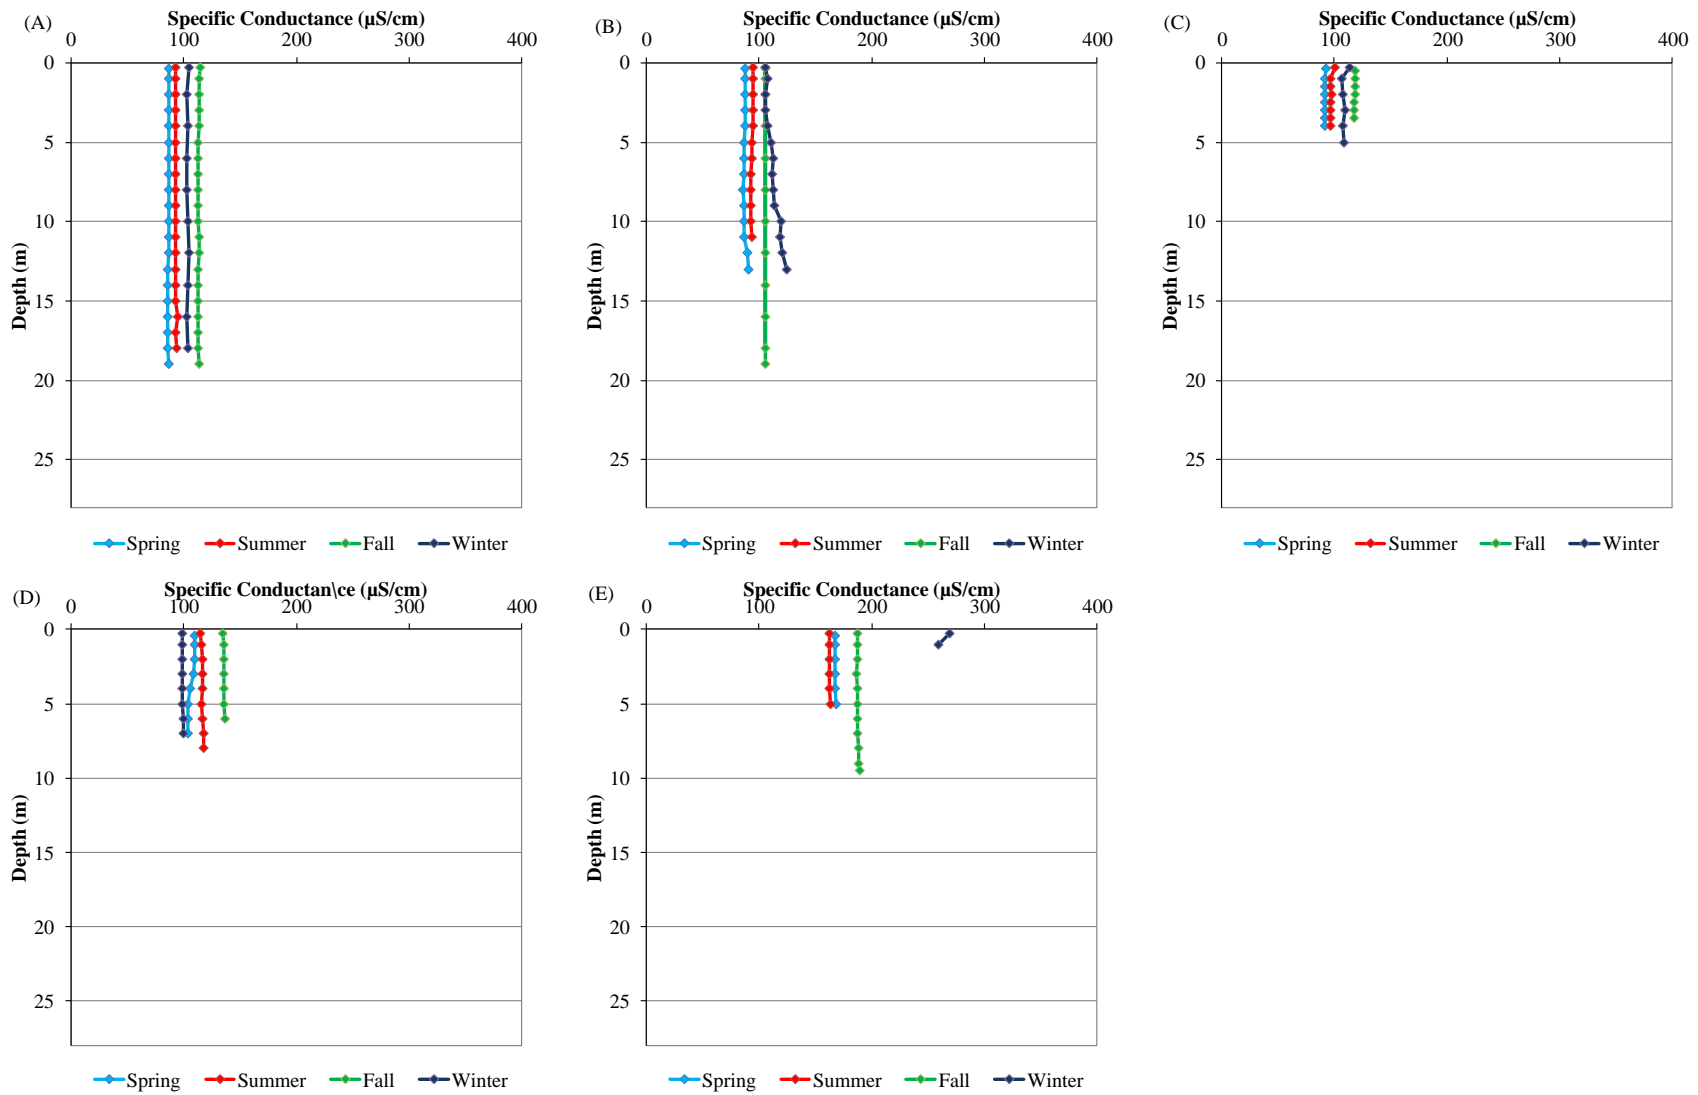 (A) Specific Conductance (µS/cm)
0 100 200 300 400
0
5
10
15
20
25
Depth (m)
Spring Summer Fall Winter
(B) Specific Conductance (µS/cm)
0 100 200 300 400
0
5
10
15
20
25
Depth (m)
Spring Summer Fall Winter
(C) Specific Conductance (µS/cm)
0 100 200 300 400
0
5
10
15
20
25
Depth (m)
Spring Summer Fall Winter
(D) Specific Conductan\ce (µS/cm)
0 100 200 300 400
0
5
10
15
20
25
Depth (m)
Spring Summer Fall Winter
(E) Specific Conductance (µS/cm)
0 100 200 300 400
0
5
10
15
20
25
Depth (m)
Spring Summer Fall Winter